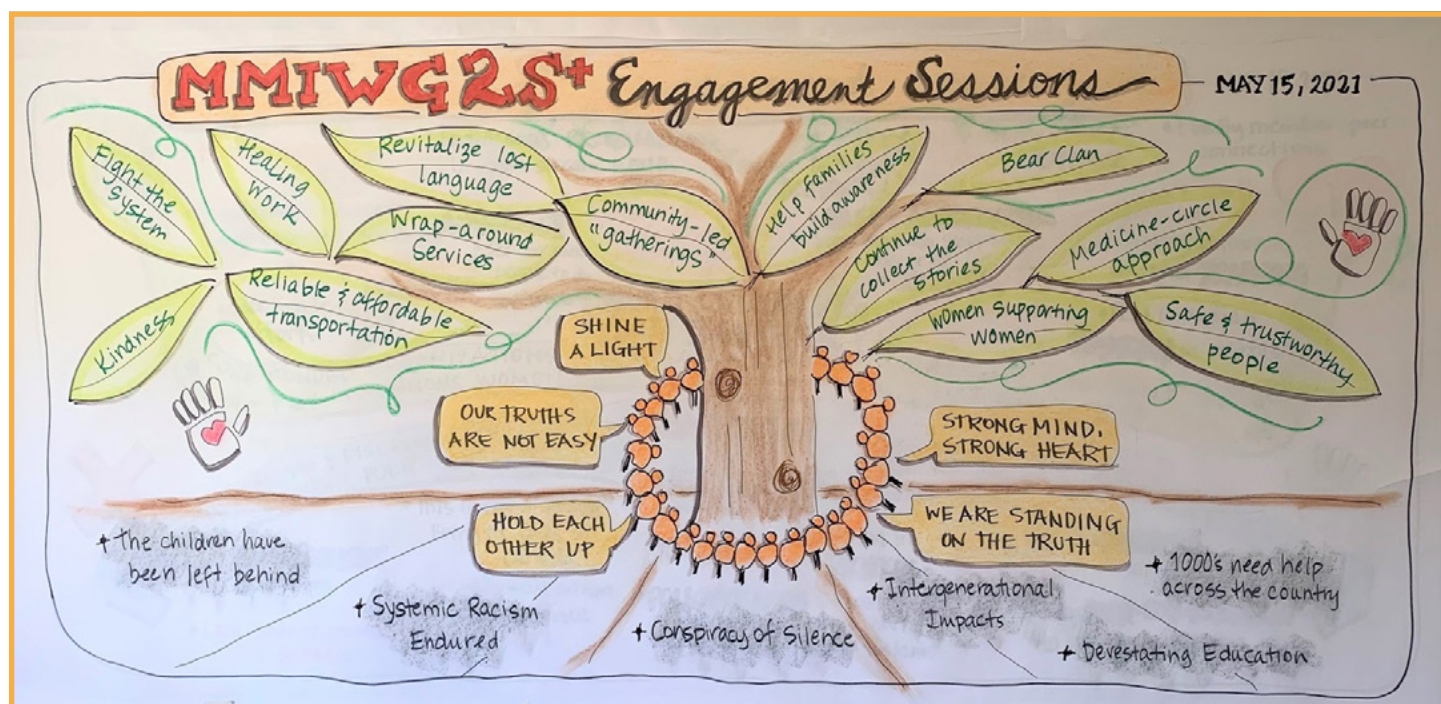 MMIWG2S+ Engagement Sessions
MAY 15, 2021
Fight the
system
Healing
Work
Revitalize lost
language
Wrap-around
Services
Community-led
"gatherings"
Help families
build awareness
Bear Clan
Continue to
collect the
stories
Medicine-circle
approach
Kindness
Reliable & affordable
transportation
Women supporting
women
Safe & trustworthy
people
SHINE
A LIGHT
OUR TRUTHS
ARE NOT EASY
HOLD EACH
OTHER UP
STRONG MIND,
STRONG HEART
WE ARE STANDING
ON THE TRUTH
+ The children have
been left behind
+ Systemic Racism
Endured
+ Conspiracy of Silence
+ Intergenerational
Impacts
+ 1000's need help
across the country
+ Devestating Education